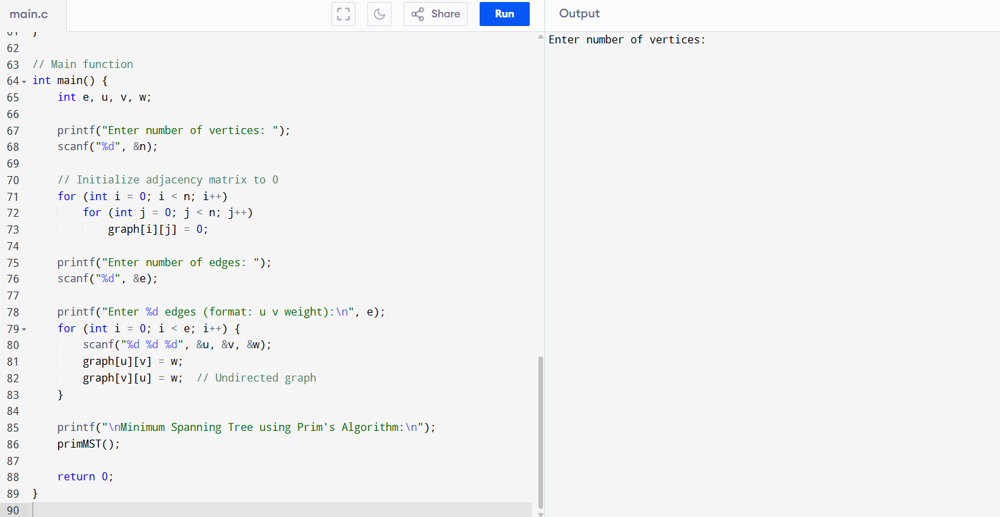 main.c
Share
Run
Output
61 }
62
63 // Main function
64 int main() {
65     int e, u, v, w;
66
67     printf("Enter number of vertices: ");
68     scanf("%d", &n);
69
70     // Initialize adjacency matrix to 0
71     for (int i = 0; i < n; i++)
72         for (int j = 0; j < n; j++)
73             graph[i][j] = 0;
74
75     printf("Enter number of edges: ");
76     scanf("%d", &e);
77
78     printf("Enter %d edges (format: u v weight):\n", e);
79     for (int i = 0; i < e; i++) {
80         scanf("%d %d %d", &u, &v, &w);
81         graph[u][v] = w;
82         graph[v][u] = w;  // Undirected graph
83     }
84
85     printf("\nMinimum Spanning Tree using Prim's Algorithm:\n");
86     primMST();
87
88     return 0;
89 }
90
Enter number of vertices: